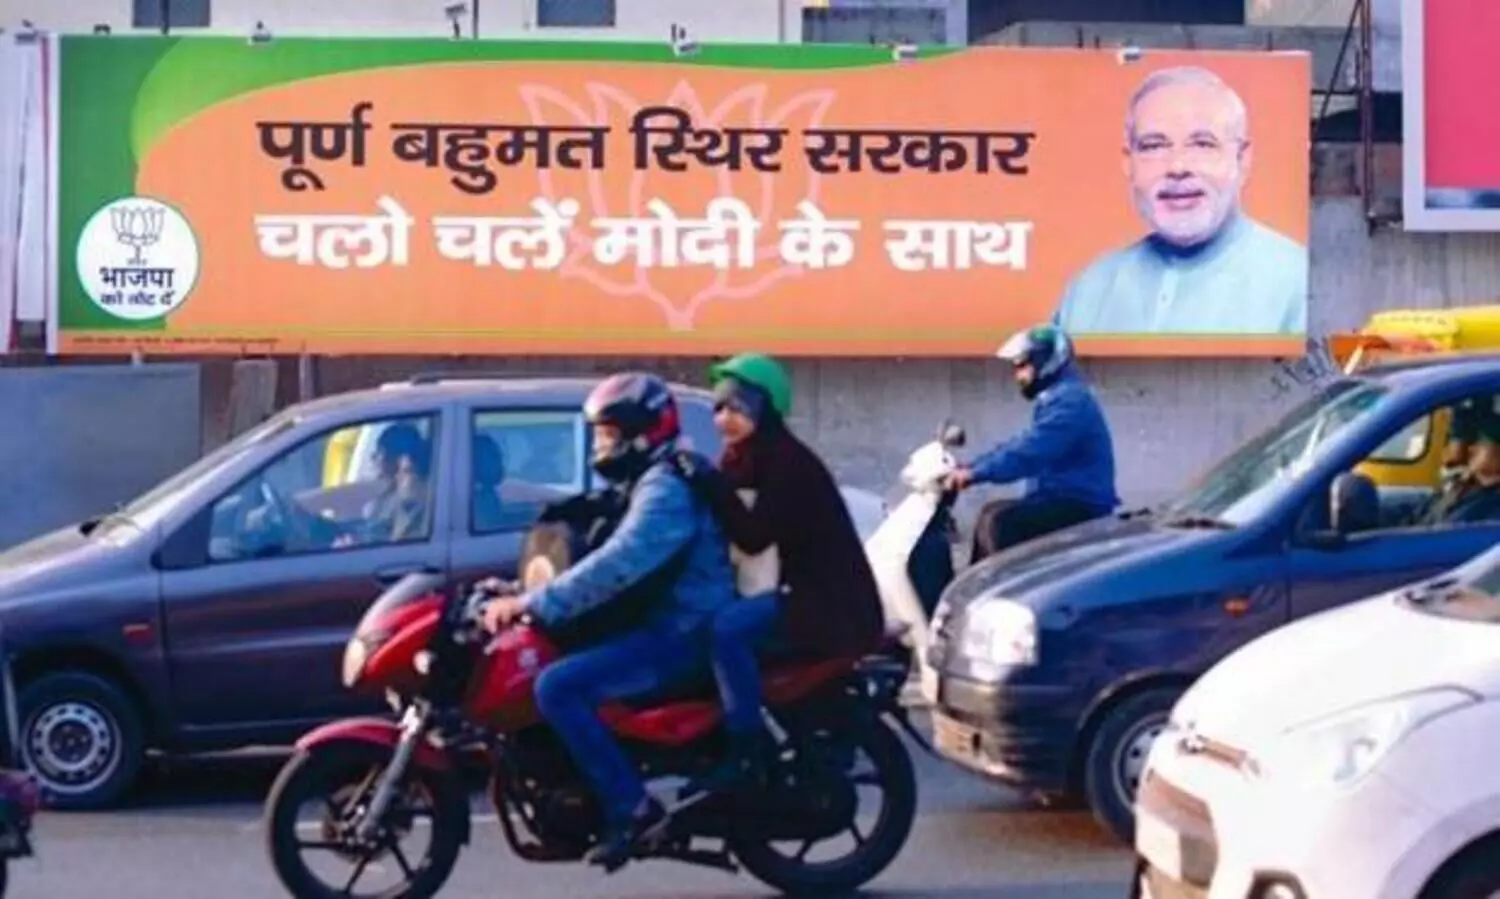 पूर्ण बहुमत स्थिर सरकार
चलो चलें मोदी के साथ
भाजपा
को वोट दें